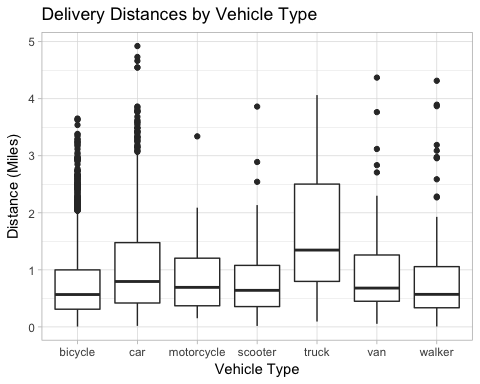 Delivery Distances by Vehicle Type
Distance (Miles)
5
4
3
2
1
0
bicycle car motorcycle scooter truck van walker
Vehicle Type